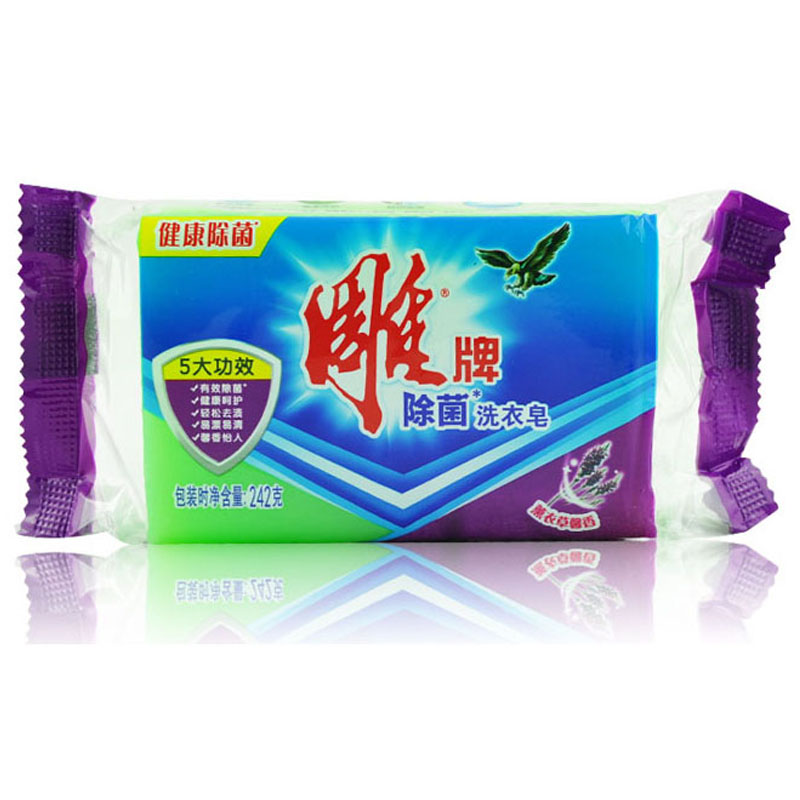 健康除菌*
雕®牌
除菌*洗衣皂
5大功效
✓有效除菌*
✓健康呵护
✓轻松去渍
✓易漂易清
✓馨香怡人
包装时净含量:242克
薰衣草馨香